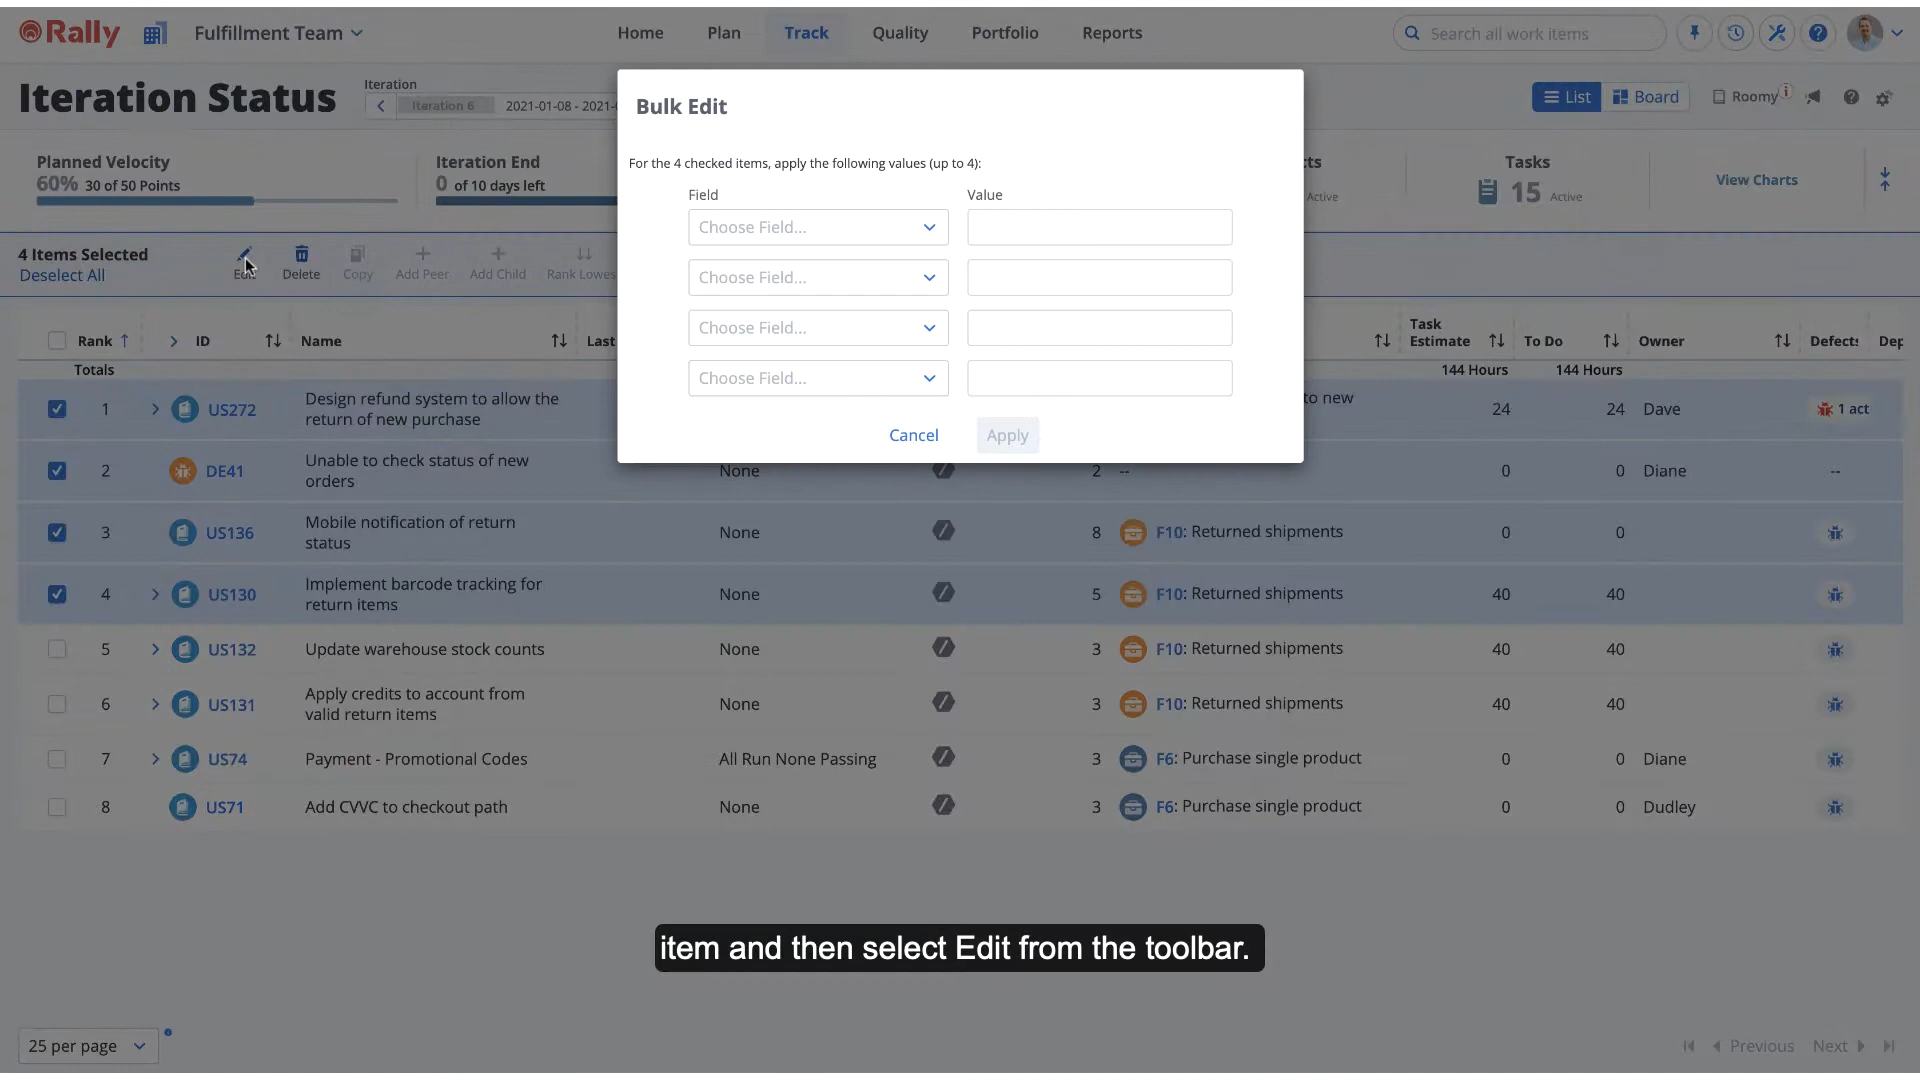 Rally
Fulfillment Team
Home
Plan
Track
Quality
Portfolio
Reports
Search all work items
Iteration Status
Iteration
Iteration 6
2021-01-08 - 2021-0
List
Board
Roomy
Planned Velocity
60% 30 of 50 Points
Iteration End
0 of 10 days left
cts
Active
Tasks
15 Active
View Charts
4 Items Selected
Deselect All
Edit
Delete
Copy
Add Peer
Add Child
Rank Lowes
Bulk Edit
For the 4 checked items, apply the following values (up to 4):
Field
Value
Choose Field...
Choose Field...
Choose Field...
Choose Field...
Cancel
Apply
Rank
ID
Name
Last
Task Estimate
To Do
Owner
Defects
Dep
Totals
144 Hours
144 Hours
1
US272
Design refund system to allow the
return of new purchase
to new
24
24
Dave
1 act
2
DE41
Unable to check status of new
orders
None
2
--
0
0
Diane
--
3
US136
Mobile notification of return
status
None
8
F10: Returned shipments
0
0
4
US130
Implement barcode tracking for
return items
None
5
F10: Returned shipments
40
40
5
US132
Update warehouse stock counts
None
3
F10: Returned shipments
40
40
6
US131
Apply credits to account from
valid return items
None
3
F10: Returned shipments
40
40
7
US74
Payment - Promotional Codes
All Run None Passing
3
F6: Purchase single product
0
0
Diane
8
US71
Add CVVC to checkout path
None
3
F6: Purchase single product
0
0
Dudley
item and then select Edit from the toolbar.
25 per page
Previous
Next